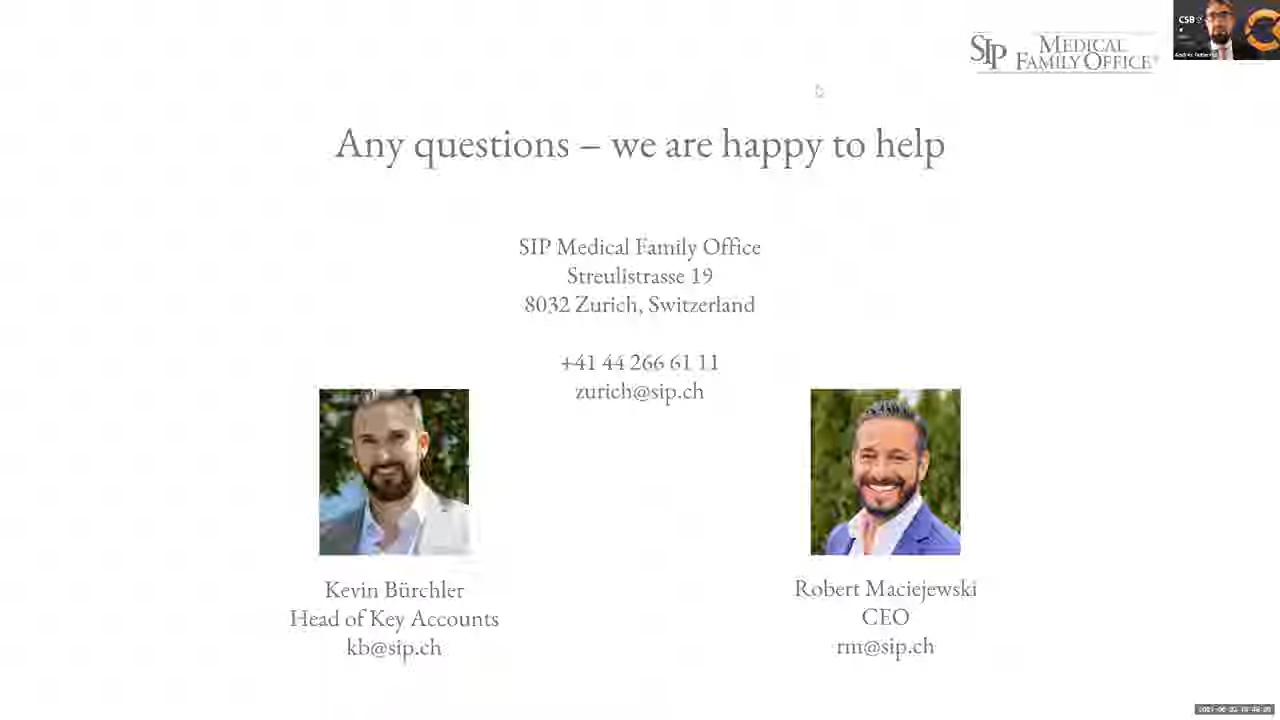 CSB
SIP MEDICAL
FAMILY OFFICE
Any questions – we are happy to help
SIP Medical Family Office
Streulistrasse 19
8032 Zurich, Switzerland
+41 44 266 61 11
zurich@sip.ch
Kevin Bürchler
Head of Key Accounts
kb@sip.ch
Robert Maciejewski
CEO
rm@sip.ch